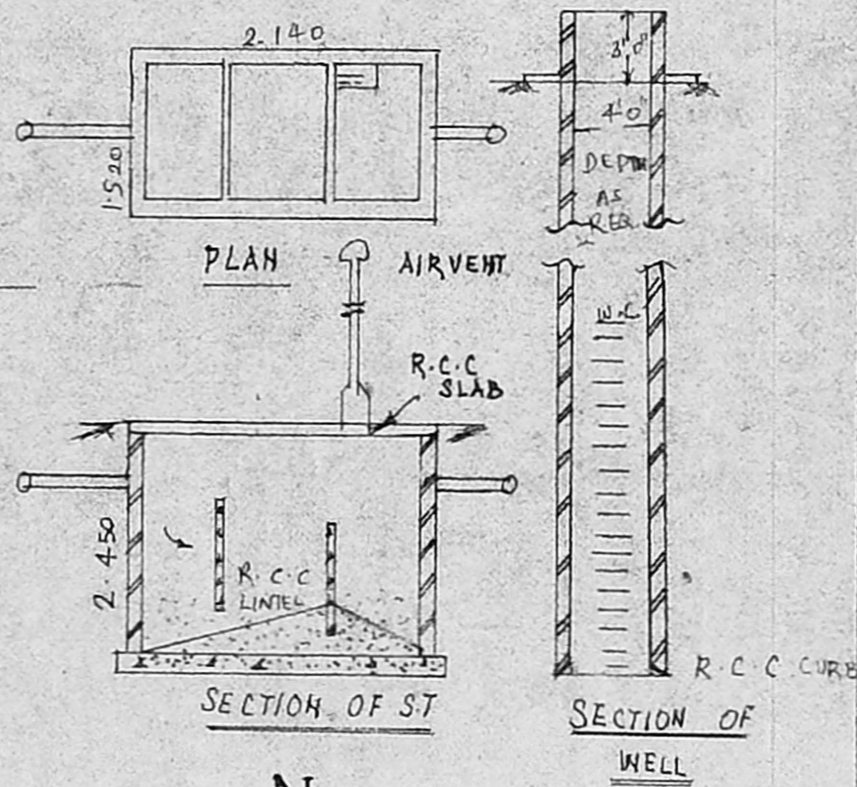 2.140
1.520
PLAN
AIRVENT
R.C.C
SLAB
2.450
R.C.C
LINTEL
SECTION OF S.T
3'0"
4'0"
DEPTH
AS
REQ.
W.L
R.C.C. CURB
SECTION OF
WELL
N